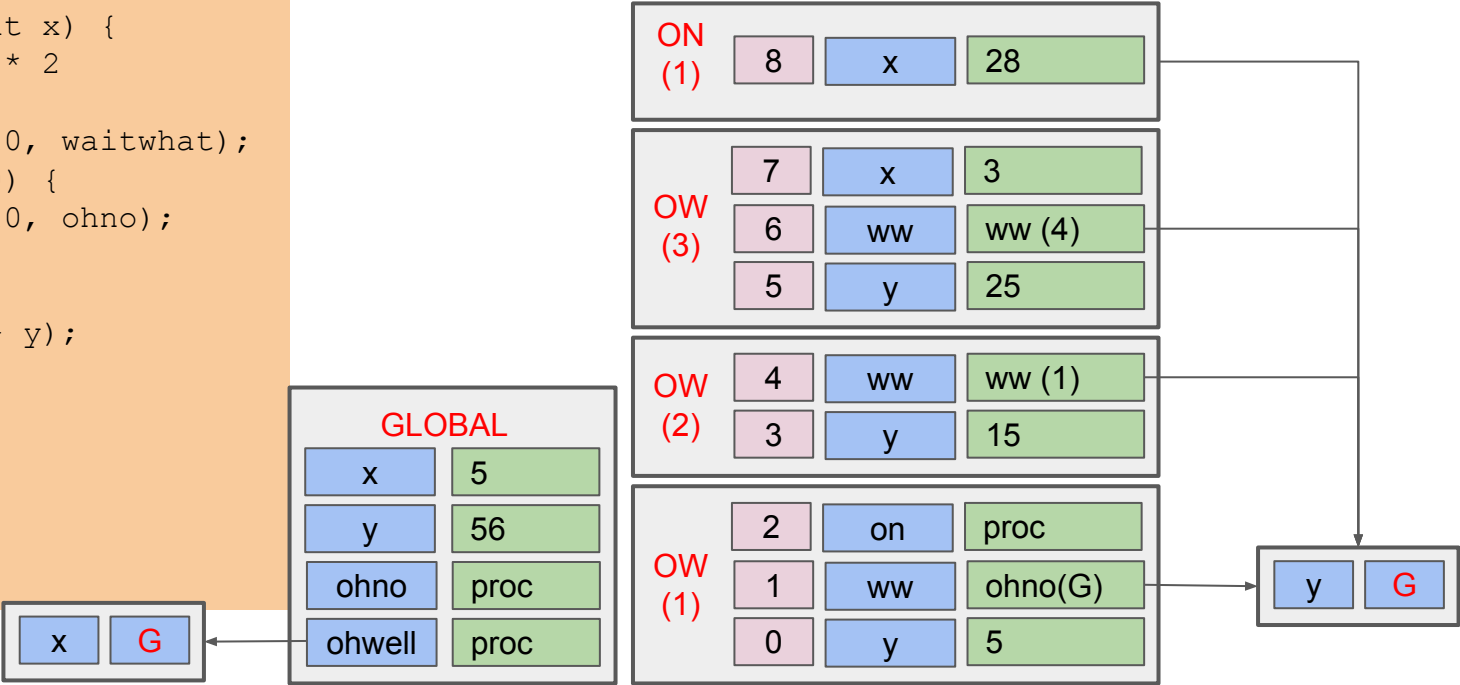 t x) {
* 2
0, waitwhat);
) {
0, ohno);
y);
ON
(1)
8 x 28
OW
(3)
7 x 3
6 ww ww (4)
5 y 25
OW
(2)
4 ww ww (1)
3 y 15
OW
(1)
2 on proc
1 ww ohno(G)
0 y 5
GLOBAL
x 5
y 56
ohno proc
ohwell proc
x G
y G